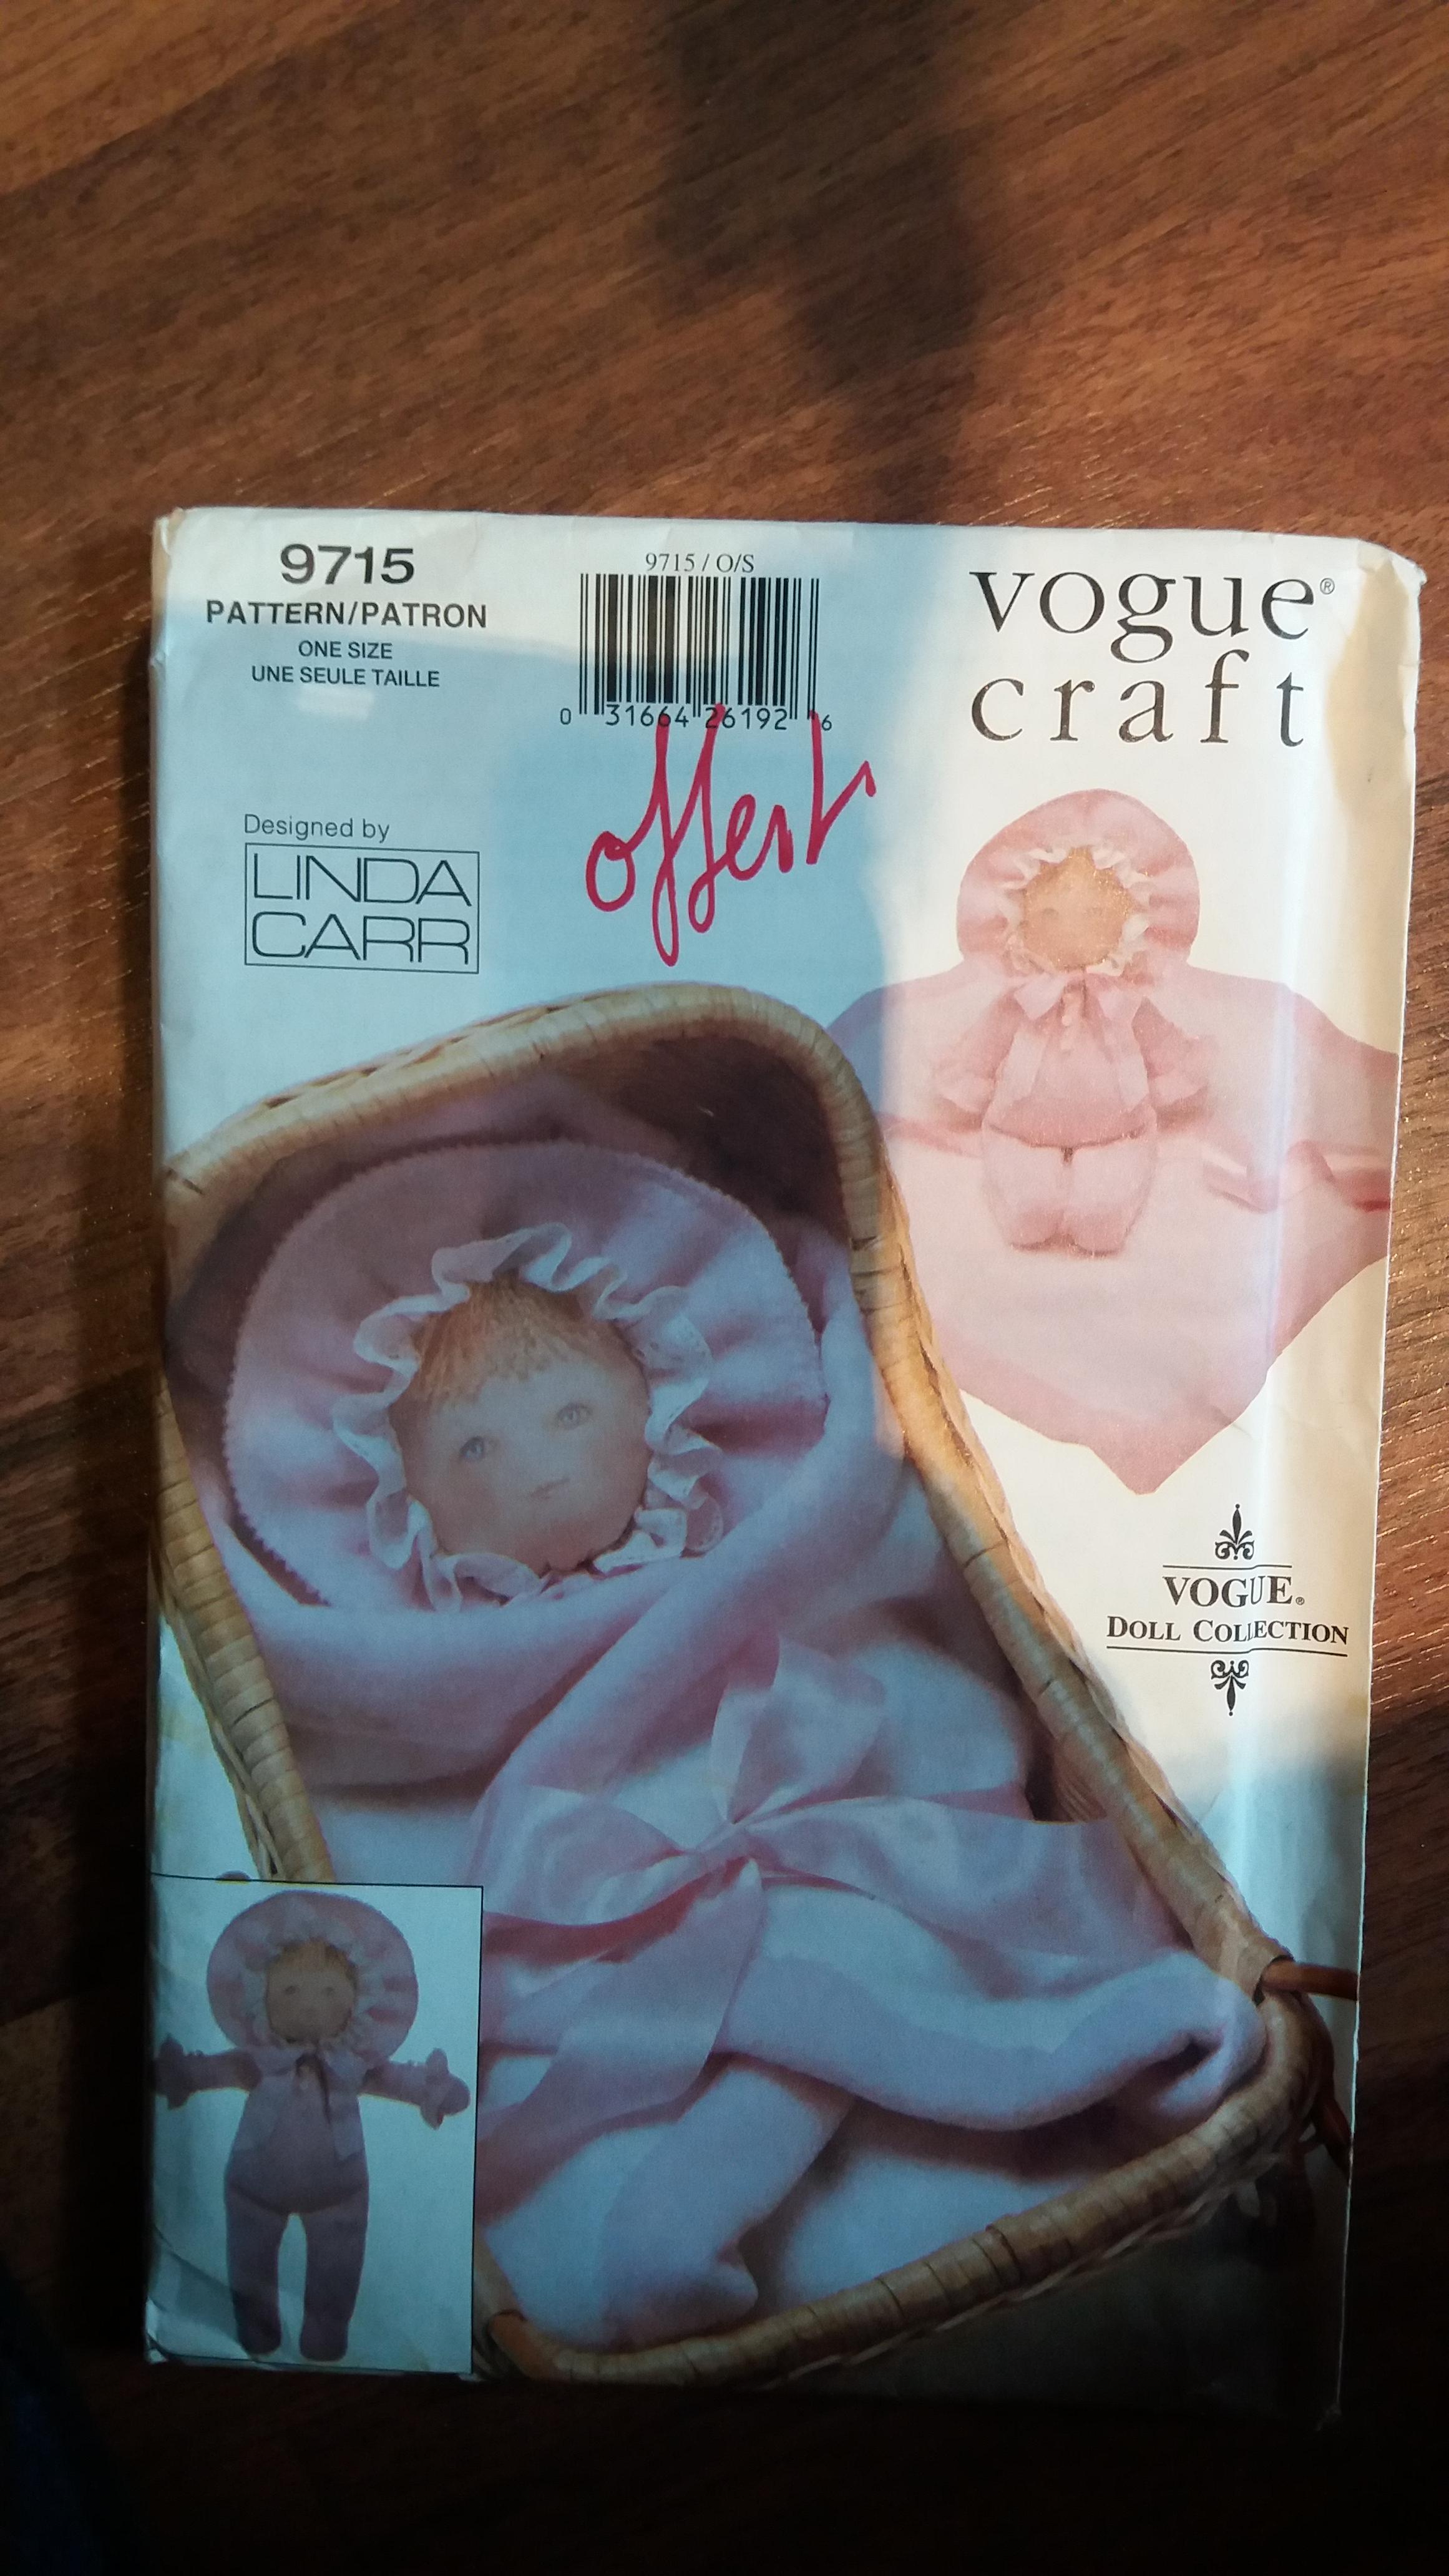 9715
PATTERN/PATRON
ONE SIZE
UNE SEULE TAILLE
9715 / O/S
0 31664 26192 6
vogue®
craft
offert
Designed by
LINDA
CARR
VOGUE®
DOLL COLLECTION